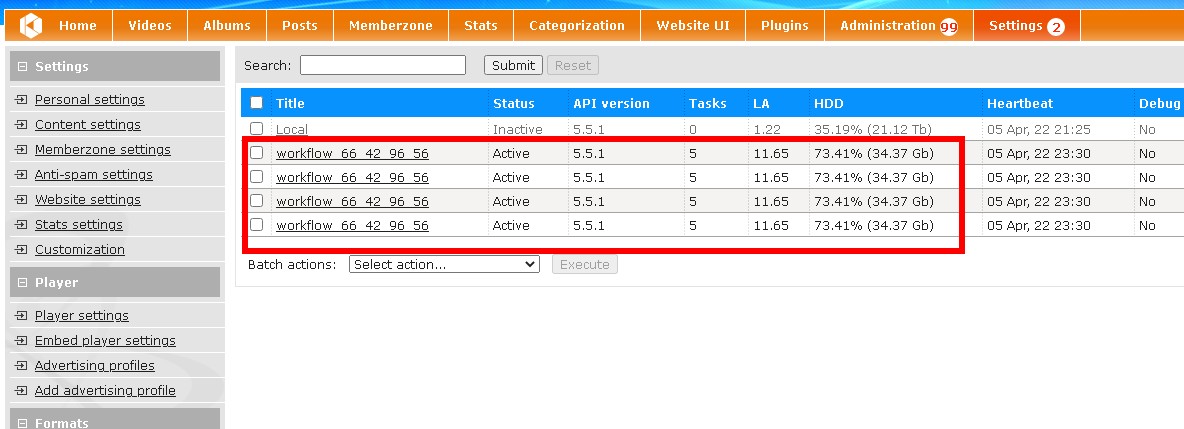 Home Videos Albums Posts Memberzone Stats Categorization Website UI Plugins Administration 99 Settings 2
Settings
Personal settings
Content settings
Memberzone settings
Anti-spam settings
Website settings
Stats settings
Customization
Player
Player settings
Embed player settings
Advertising profiles
Add advertising profile
Formats
Search: Submit Reset
Title Status API version Tasks LA HDD Heartbeat Debug
Local Inactive 5.5.1 0 1.22 35.19% (21.12 Tb) 05 Apr, 22 21:25 No
workflow_66_42_96_56 Active 5.5.1 5 11.65 73.41% (34.37 Gb) 05 Apr, 22 23:30 No
workflow_66_42_96_56 Active 5.5.1 5 11.65 73.41% (34.37 Gb) 05 Apr, 22 23:30 No
workflow_66_42_96_56 Active 5.5.1 5 11.65 73.41% (34.37 Gb) 05 Apr, 22 23:30 No
workflow_66_42_96_56 Active 5.5.1 5 11.65 73.41% (34.37 Gb) 05 Apr, 22 23:30 No
Batch actions: Select action... Execute